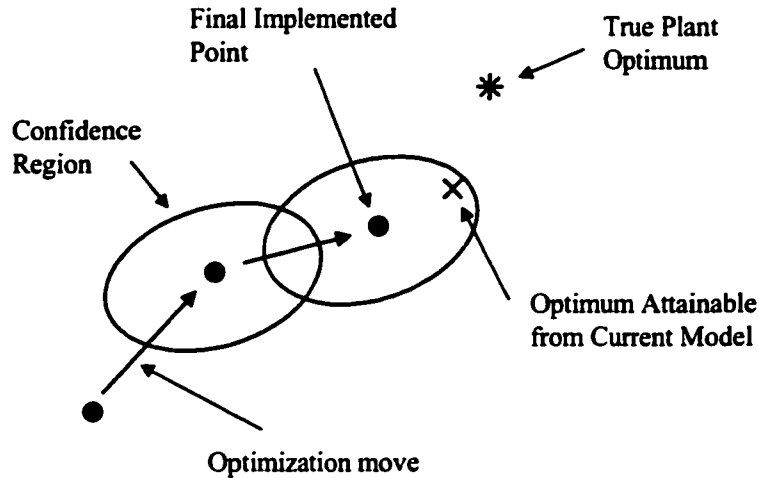 Final Implemented
Point
True Plant
Optimum
Confidence
Region
Optimum Attainable
from Current Model
Optimization move